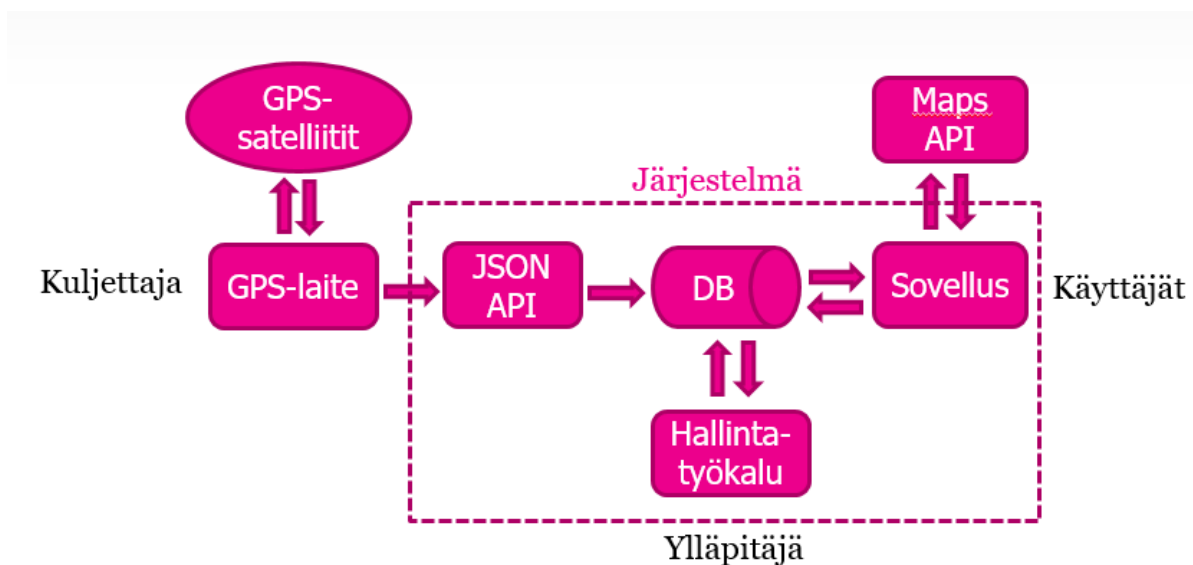 GPS-
satelliitit
Maps
API
Järjestelmä
Kuljettaja
GPS-laite
JSON
API
DB
Sovellus
Käyttäjät
Hallinta-
työkalu
Ylläpitäjä